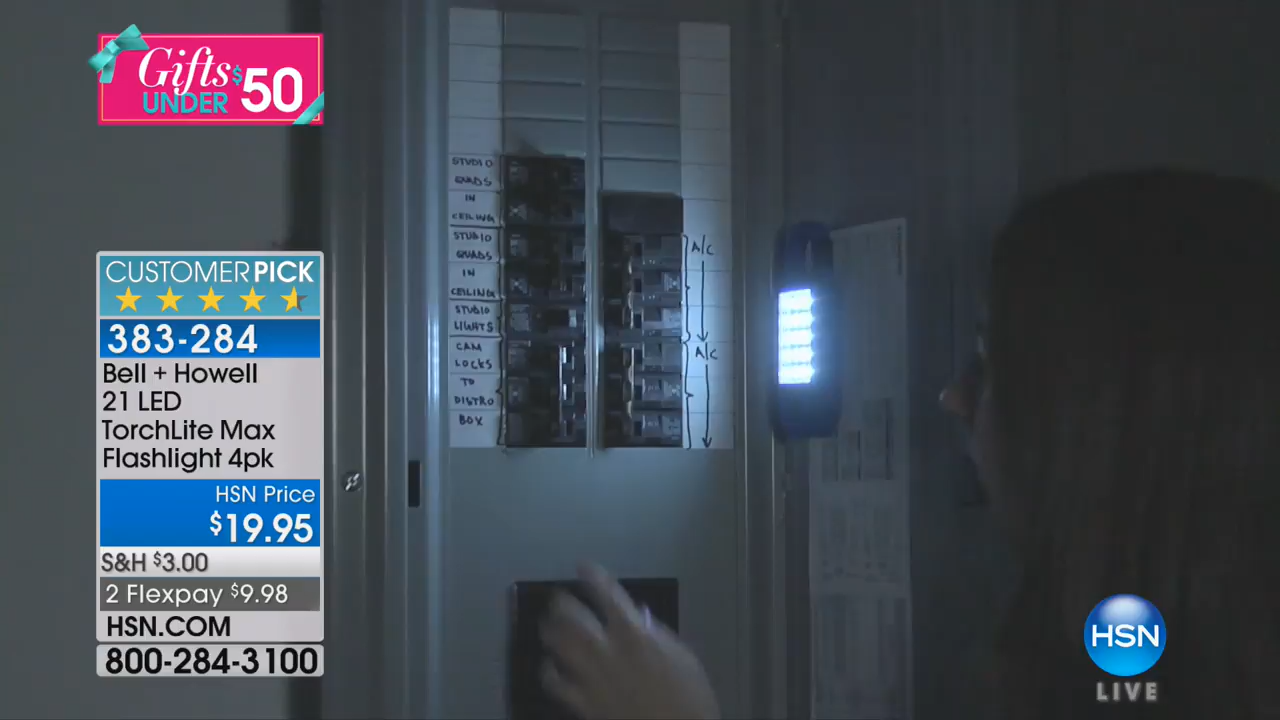 Gifts
UNDER $50
CUSTOMER PICK
383-284
Bell + Howell
21 LED
TorchLite Max
Flashlight 4pk
HSN Price
$19.95
S&H $3.00
2 Flexpay $9.98
HSN.COM
800-284-3100
STUDIO
QUADS
IN
CEILING
STUDIO
QUADS
IN
CEILING
STUDIO
LIGHTS
CAM
LOCKS
TO
DISTRO
BOX
A/C
A/C
HSN
LIVE